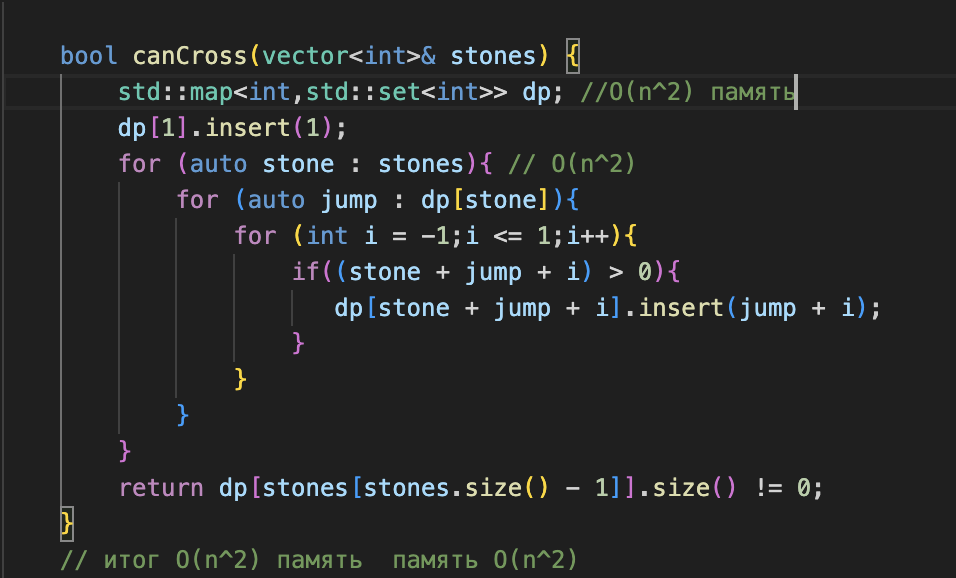 bool canCross(vector<int>& stones) {
std::map<int,std::set<int>> dp; //O(n^2) память
dp[1].insert(1);
for (auto stone : stones){ // O(n^2)
for (auto jump : dp[stone]){
for (int i = -1;i <= 1;i++){
if((stone + jump + i) > 0){
dp[stone + jump + i].insert(jump + i);
}
}
}
}
return dp[stones[stones.size() - 1]].size() != 0;
}
// итог O(n^2) память  память O(n^2)